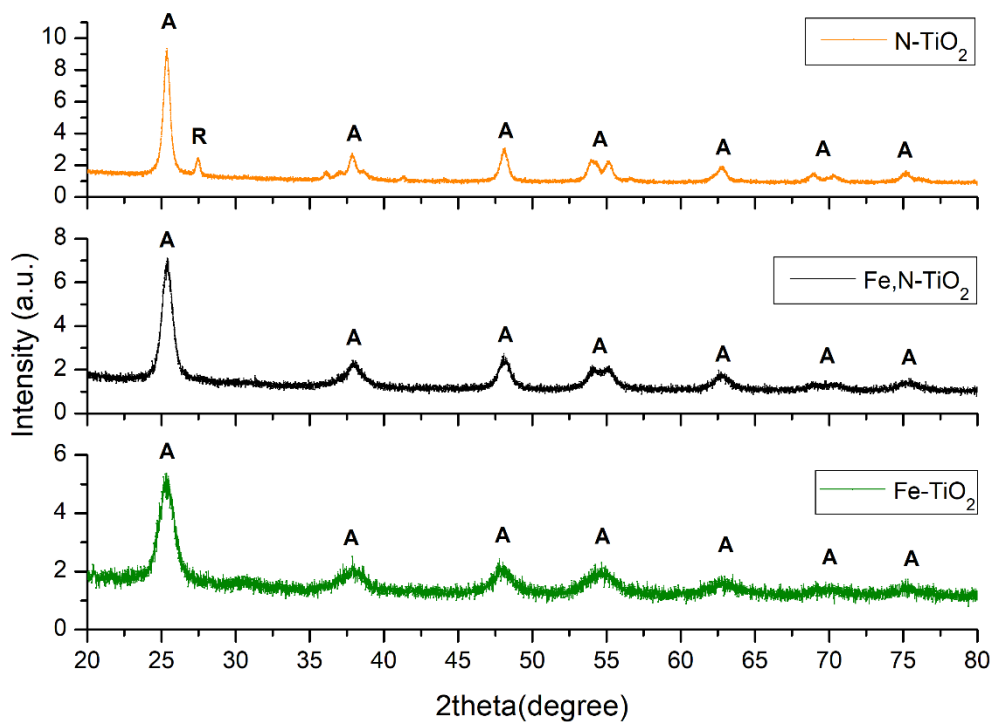 A
N-TiO₂
10
8
6
4
2
0
R
A
A
A
A
A
A
8
6
4
2
0
A
Fe,N-TiO₂
A
A
A
A
A
A
Intensity (a.u.)
6
4
2
0
A
Fe-TiO₂
A
A
A
A
A
A
20 25 30 35 40 45 50 55 60 65 70 75 80
2theta(degree)